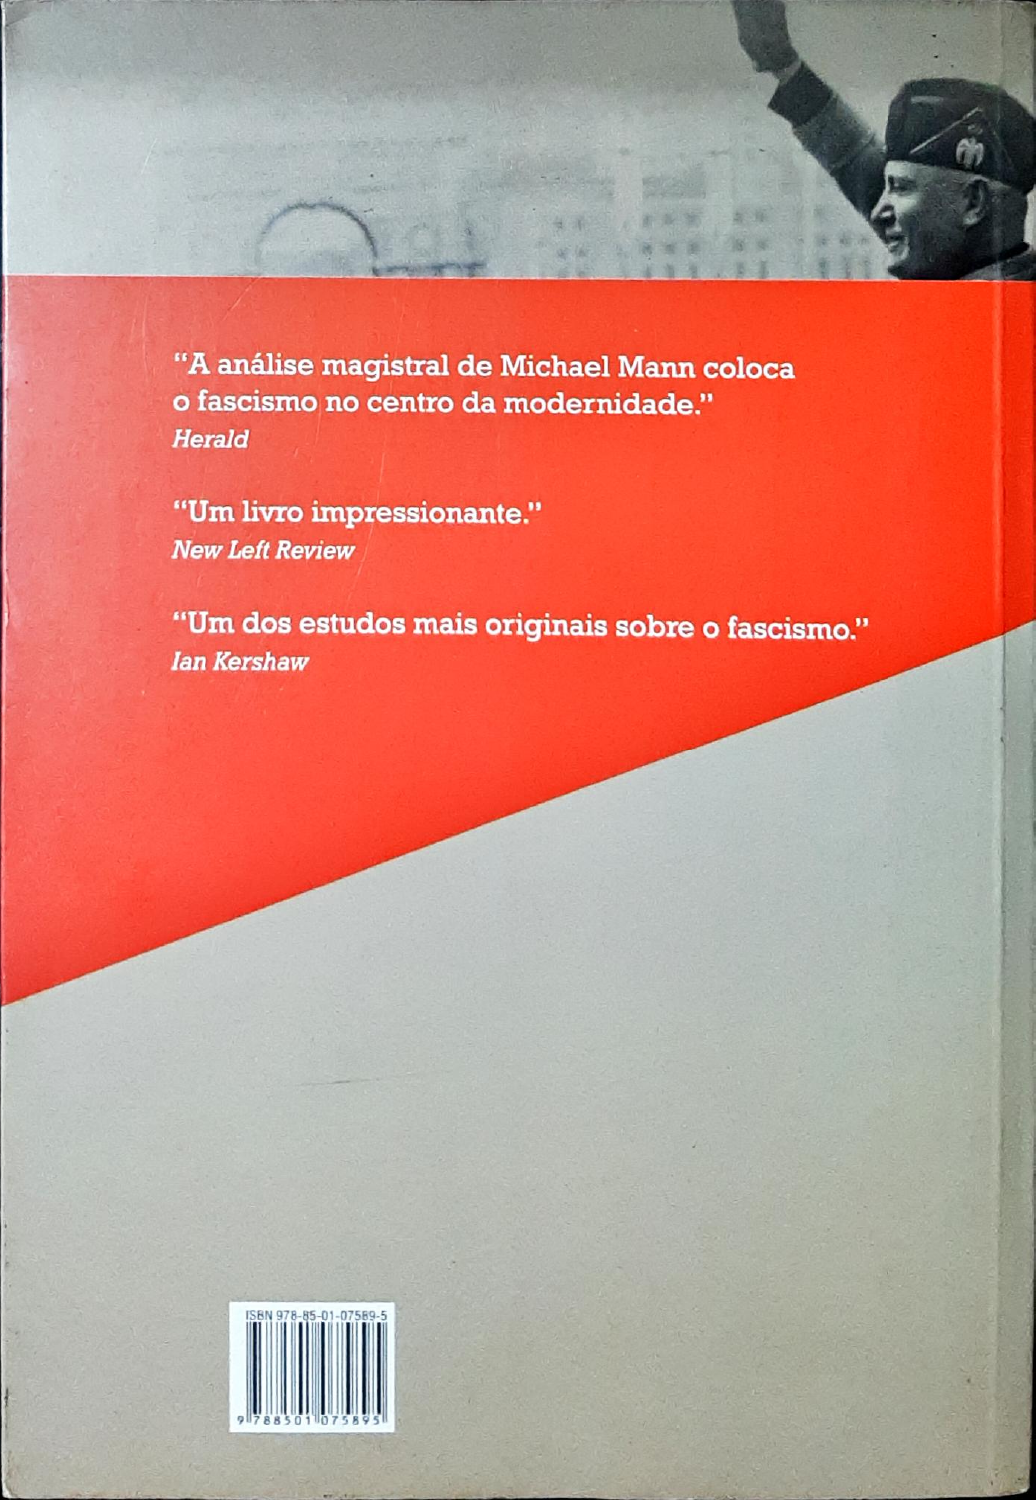 “A análise magistral de Michael Mann coloca
o fascismo no centro da modernidade.”
Herald
“Um livro impressionante.”
New Left Review
“Um dos estudos mais originais sobre o fascismo.”
Ian Kershaw
ISBN 978-85-01-07589-5
9 788501 075895